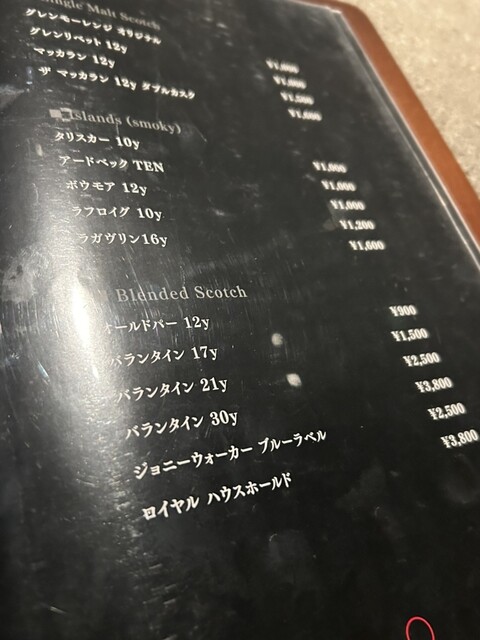 Single Malt Scotch
グレンモーレンジ オリジナル ¥1,000
グレンリベット 12y ¥1,000
マッカラン 12y
ザ マッカラン 12y ダブルカスク ¥1,600
Islands (smoky)
タリスカー 10y ¥1,000
アードベック TEN ¥1,000
ボウモア 12y ¥1,000
ラフロイグ 10y ¥1,200
ラガヴリン16y ¥1,600
Blended Scotch
オールドパー 12y ¥900
バランタイン 17y ¥1,500
バランタイン 21y ¥2,500
バランタイン 30y ¥3,800
ジョニーウォーカー ブルーラベル ¥2,500
ロイヤル ハウスホールド ¥3,800